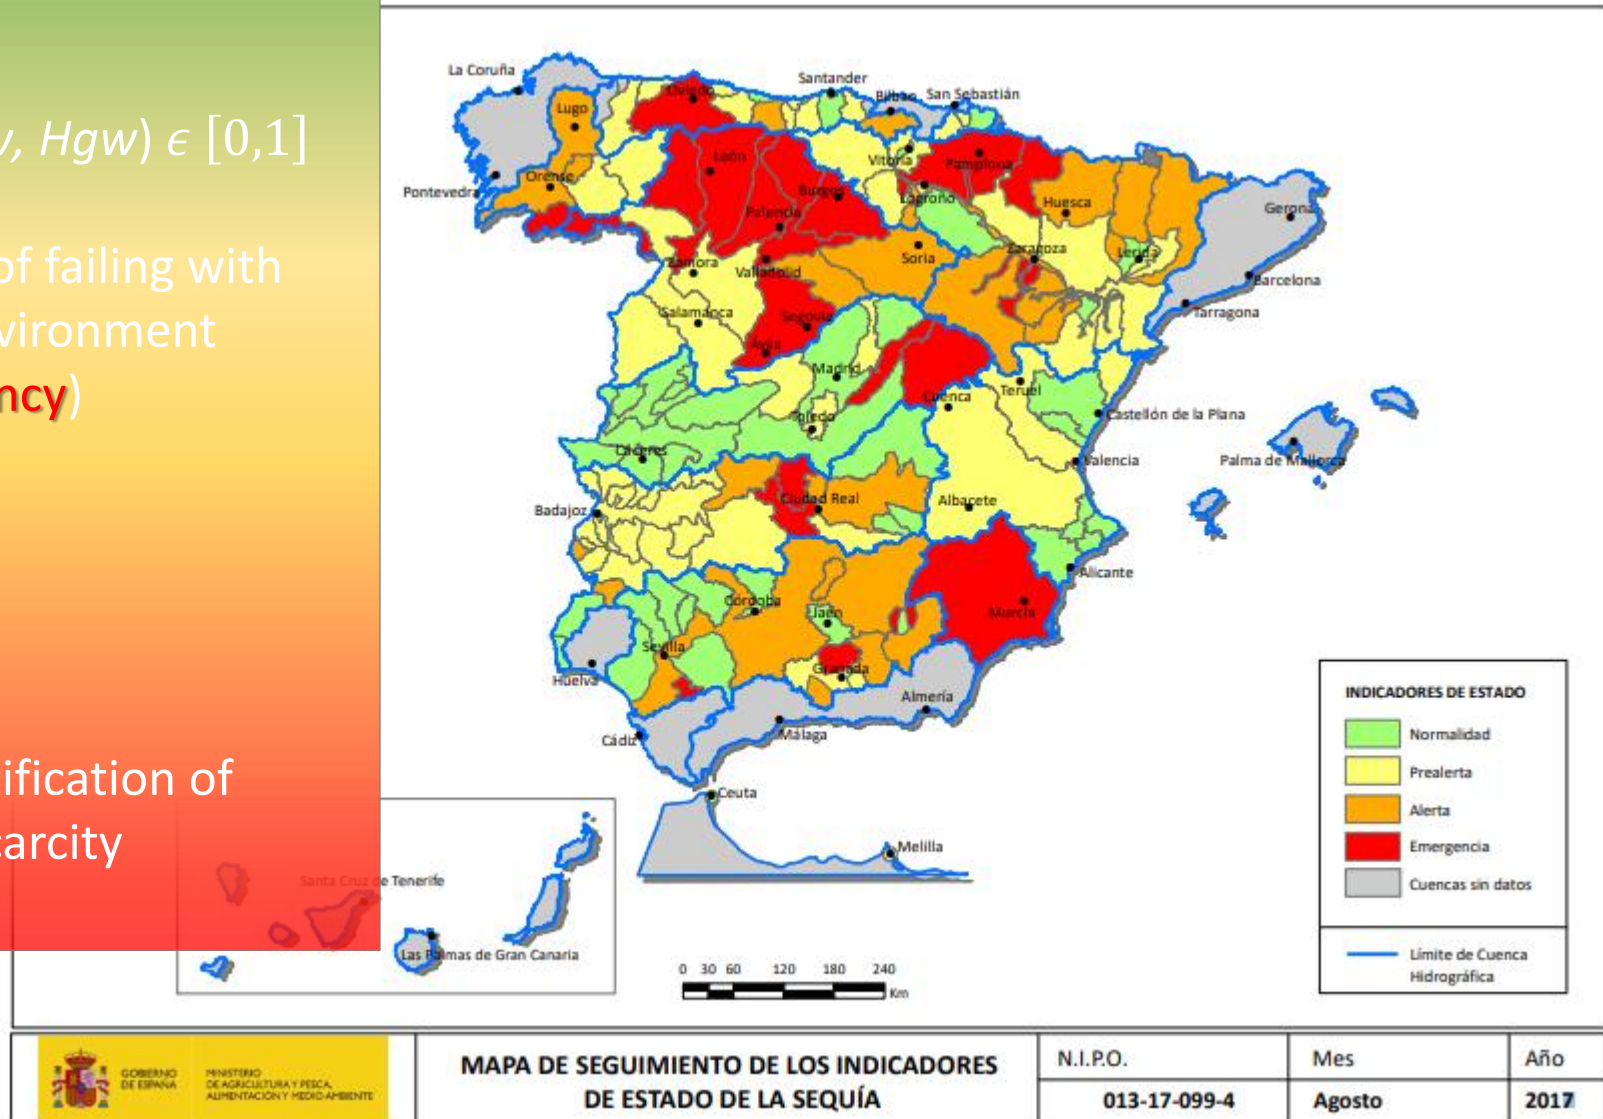 v, Hgw) ϵ [0,1]
of failing with
vironment
ncy)
ification of
carcity
La Coruña
Lugo
Oviedo
Santander
Bilbao
San Sebastián
Pontevedra
Orense
León
Burgos
Palencia
Vitoria
Pamplona
Logroño
Huesca
Gerona
Zamora
Valladolid
Soria
Zaragoza
Lerida
Barcelona
Tarragona
Salamanca
Segovia
Avila
Madrid
Cuenca
Teruel
Toledo
Castellón de la Plana
Cáceres
Valencia
Palma de Mallorca
Badajoz
Ciudad Real
Albacete
Alicante
Córdoba
Jaén
Murcia
Sevilla
Huelva
Granada
Almería
Cádiz
Málaga
Ceuta
Melilla
Santa Cruz de Tenerife
Las Palmas de Gran Canaria
0 30 60 120 180 240
Km
INDICADORES DE ESTADO
Normalidad
Prealerta
Alerta
Emergencia
Cuencas sin datos
Límite de Cuenca
Hidrográfica
GOBIERNO
DE ESPAÑA
MINISTERIO
DE AGRICULTURA Y PESCA,
ALIMENTACIÓN Y MEDIO AMBIENTE
MAPA DE SEGUIMIENTO DE LOS INDICADORES
DE ESTADO DE LA SEQUÍA
N.I.P.O.
013-17-099-4
Mes
Agosto
Año
2017